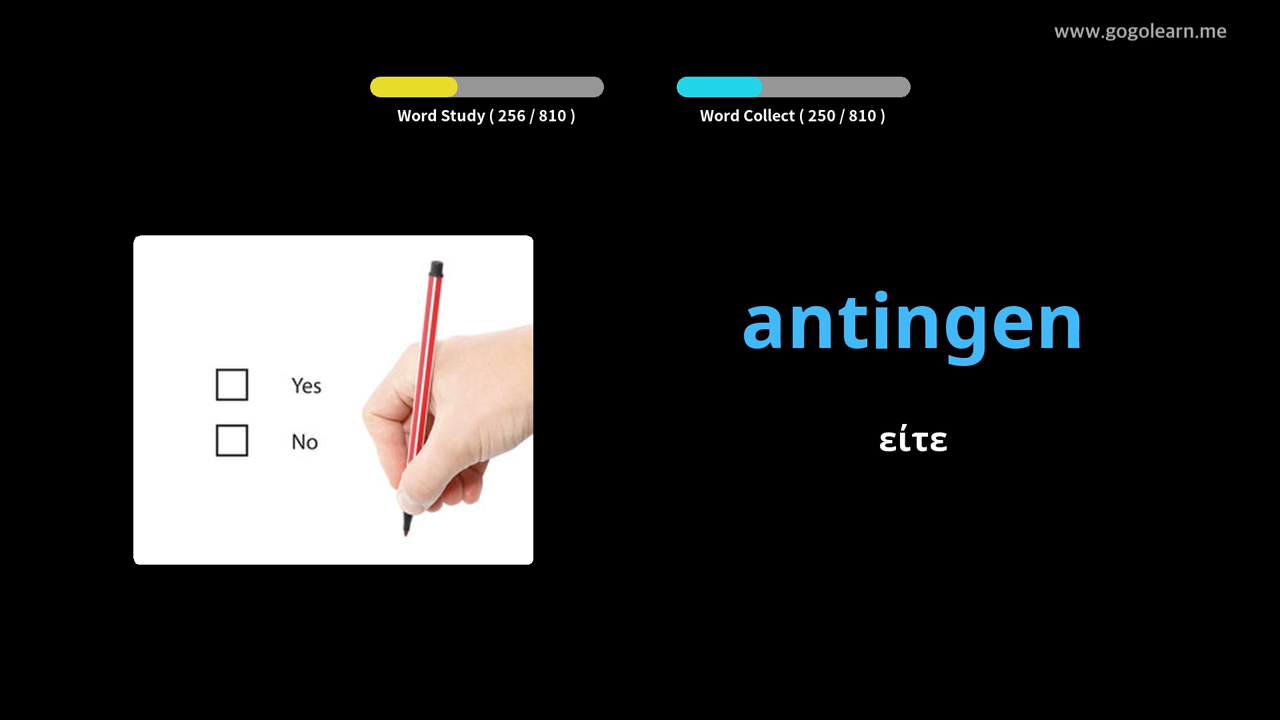 www.gogolearn.me
Word Study ( 256 / 810 )
Word Collect ( 250 / 810 )
Yes
No
antingen
είτε